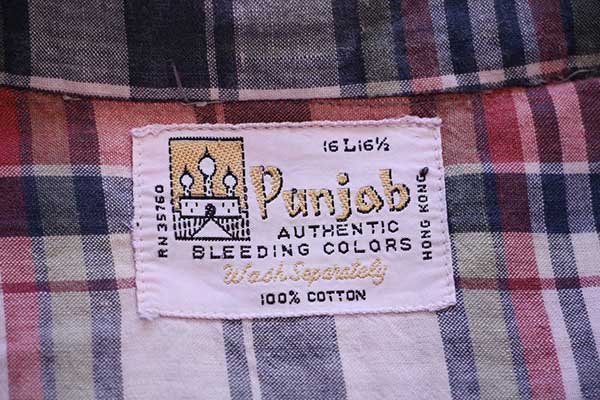 16 L 16½
Punjab
AUTHENTIC
BLEEDING COLORS
Wash Separately
100% COTTON
RN 35760
HONG KONG